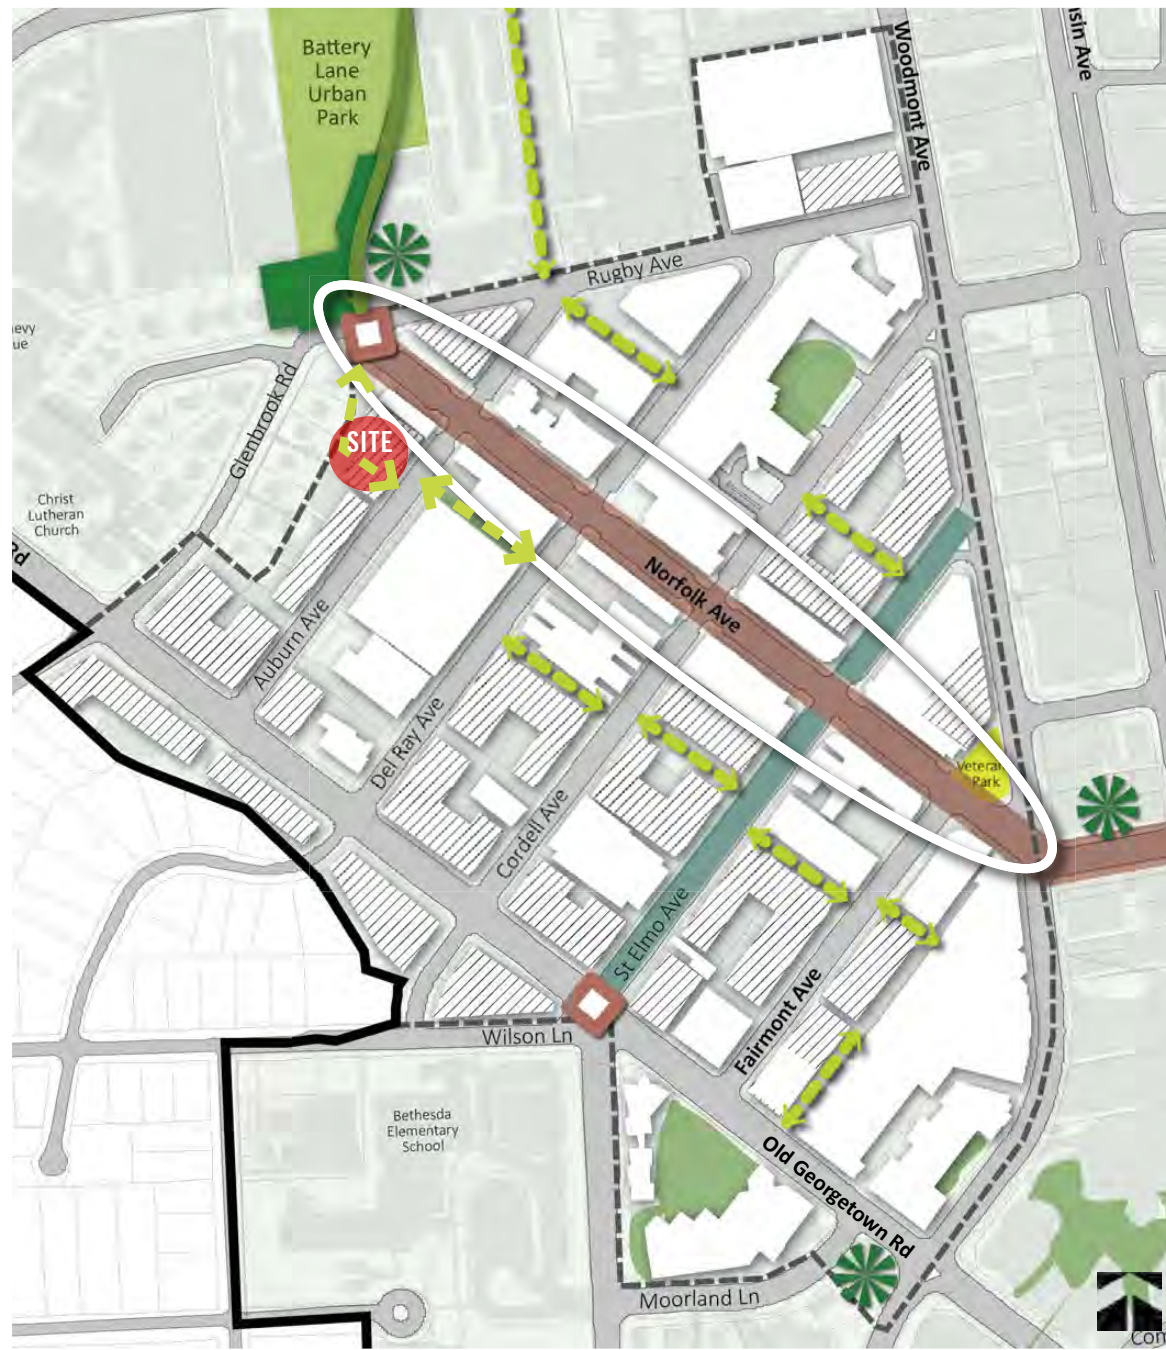 Battery
Lane
Urban
Park
Woodmont Ave
Rugby Ave
Glenbrook Rd
SITE
Christ
Lutheran
Church
Rd
Norfolk Ave
Auburn Ave
Del Ray Ave
Park
Cordell Ave
St Elmo Ave
Fairmont Ave
Wilson Ln
Bethesda
Elementary
School
Old Georgetown Rd
Moorland Ln